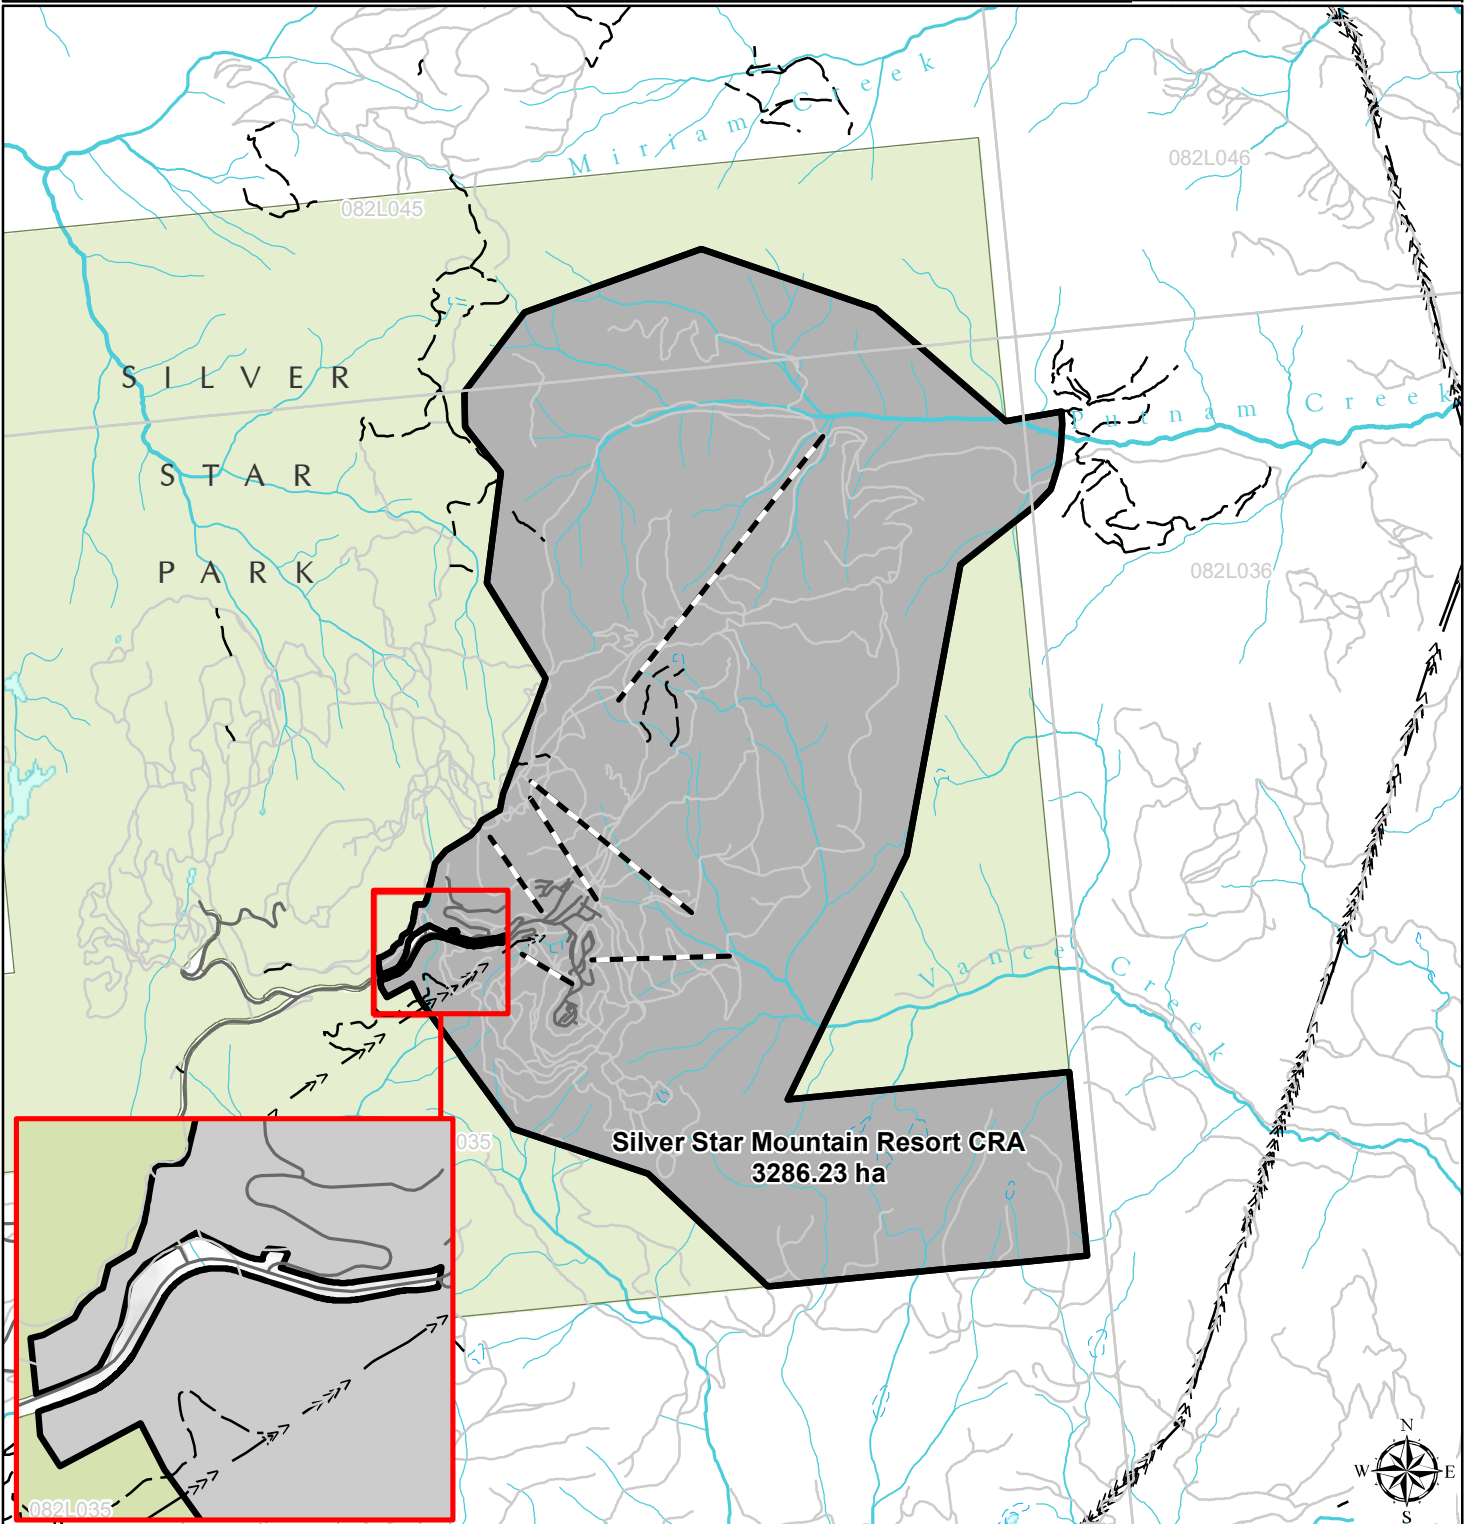 Miriam Creek
082L046
082L045
SILVER
STAR
PARK
Putnam Creek
082L036
Vance Creek
035
Silver Star Mountain Resort CRA
3286.23 ha
082L035
N
W
E
S